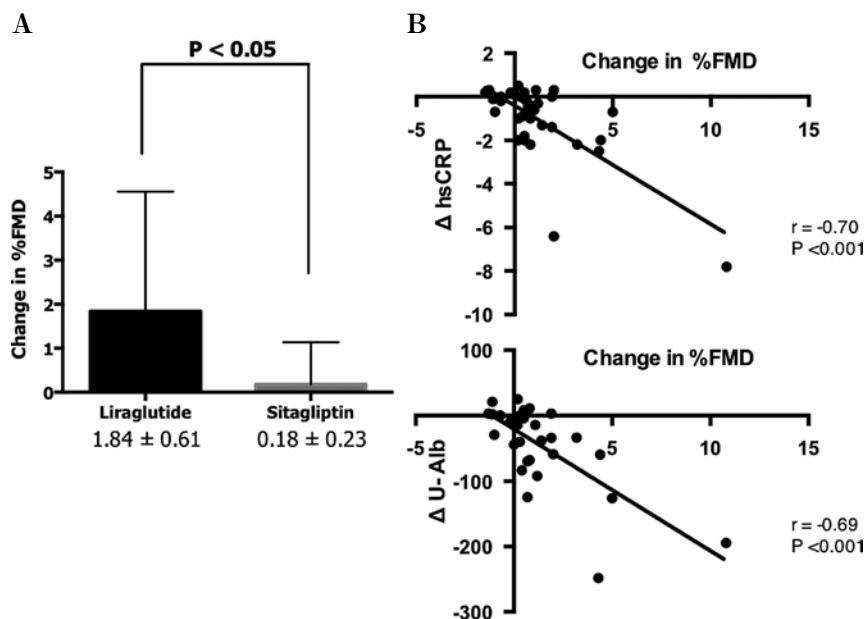 A
P < 0.05
5
4
3
2
1
0
Change in %FMD
Liraglutide
Sitagliptin
1.84 ± 0.61
0.18 ± 0.23
B
Change in %FMD
2
-2
-4
-6
-8
-10
-5
5
10
15
Δ hsCRP
r = -0.70
P <0.001
Change in %FMD
100
-100
-200
-300
-5
5
10
15
Δ U- Alb
r = -0.69
P <0.001